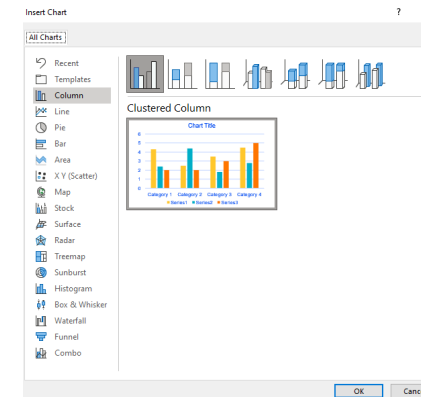 Insert Chart ?
All Charts
Recent
Templates
Column
Line
Pie
Bar
Area
X Y (Scatter)
Map
Stock
Surface
Radar
Treemap
Sunburst
Histogram
Box & Whisker
Waterfall
Funnel
Combo
Clustered Column
Chart Title
6
5
4
3
2
1
0
Category 1 Category 2 Category 3 Category 4
Series1 Series2 Series3
OK Canc